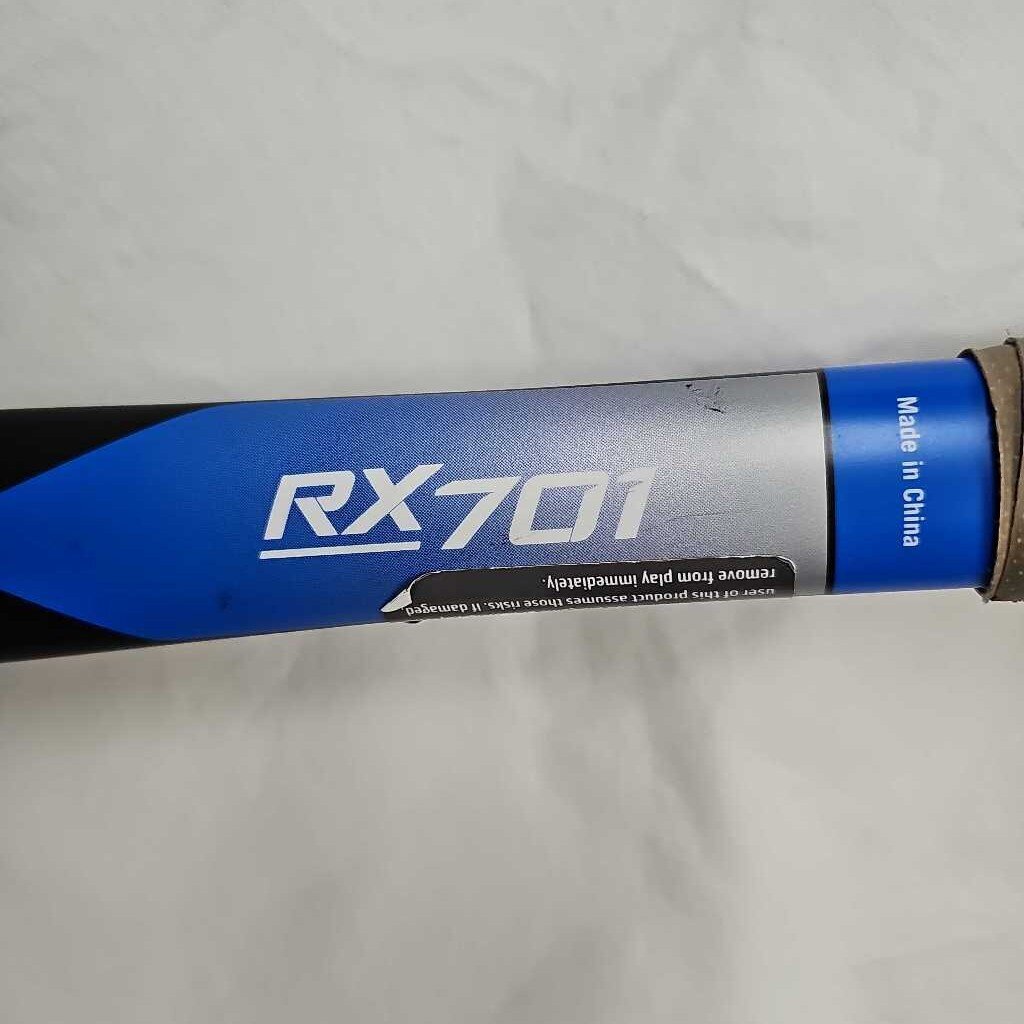 RX701
Made in China
user of this product assumes those risks. If damaged
remove from play immediately.